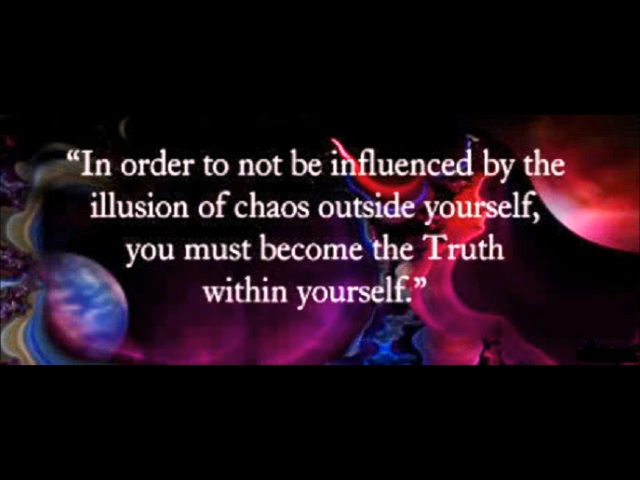 “In order to not be influenced by the
illusion of chaos outside yourself,
you must become the Truth
within yourself.”